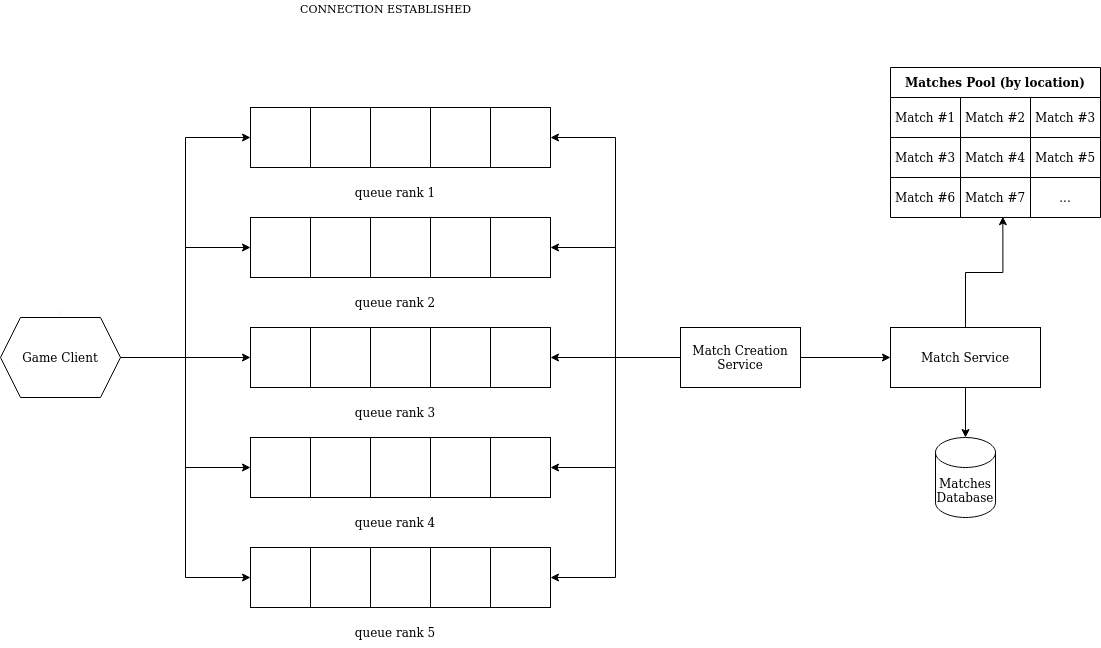 CONNECTION ESTABLISHED
Matches Pool (by location)
Match #1 Match #2 Match #3
Match #3 Match #4 Match #5
Match #6 Match #7 ...
queue rank 1
queue rank 2
Game Client
Match Creation
Service
Match Service
queue rank 3
Matches
Database
queue rank 4
queue rank 5